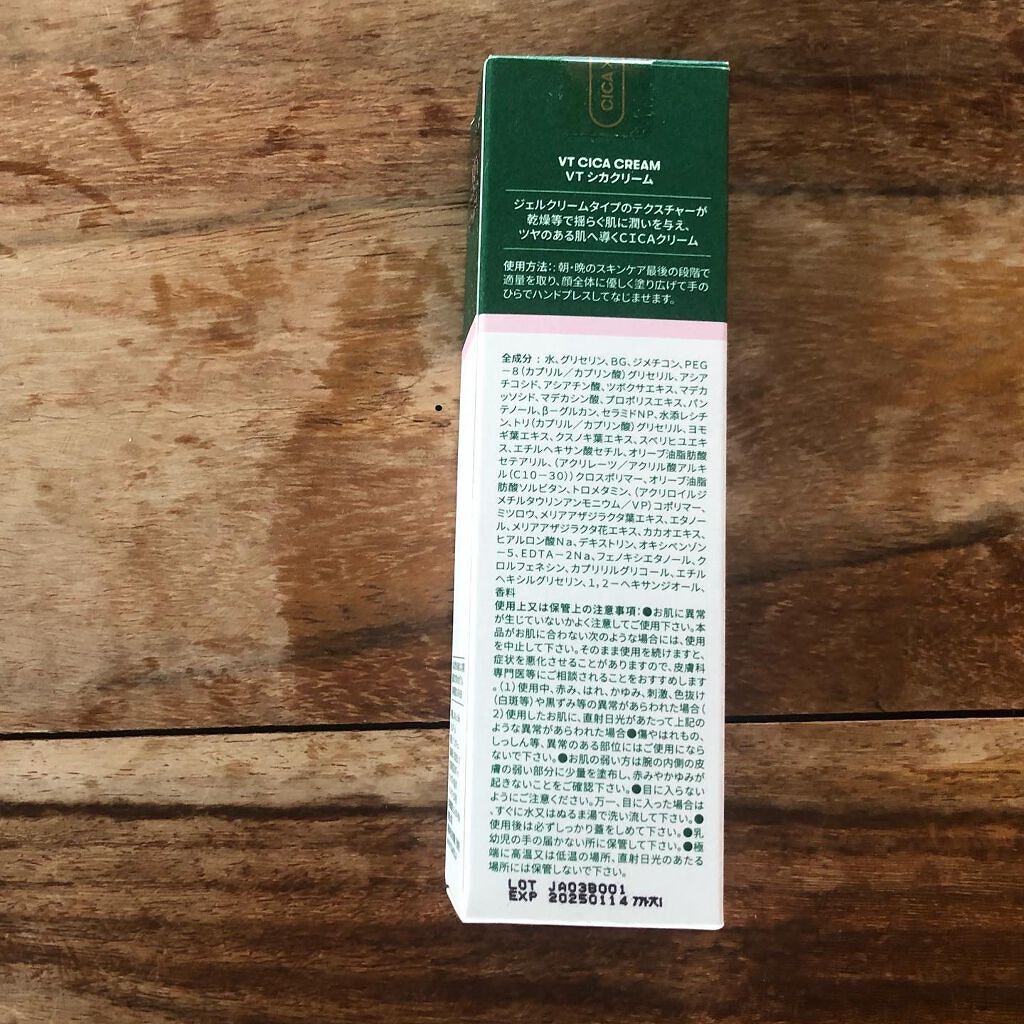 CICA ×
VT CICA CREAM
VT シカクリーム
ジェルクリームタイプのテクスチャーが
乾燥等で揺らぐ肌に潤いを与え、
ツヤのある肌へ導くCICAクリーム
使用方法:：朝・晩のスキンケア最後の段階で
適量を取り、顔全体に優しく塗り広げて手の
ひらでハンドプレスしてなじませます。
全成分：水、グリセリン、BG、ジメチコン、PEG
－8（カプリル／カプリン酸）グリセリル、アシア
チコシド、アシアチン酸、ツボクサエキス、マデカ
ッソシド、マデカシン酸、プロポリスエキス、パン
テノール、β－グルカン、セラミドNP、水添レシチ
ン、トリ（カプリル／カプリン酸）グリセリル、ヨモ
ギ葉エキス、クスノキ葉エキス、スベリヒユエキ
ス、エチルヘキサン酸セチル、オリーブ油脂肪酸
セテアリル、（アクリレーツ／アクリル酸アルキ
ル（C10－30））クロスポリマー、オリーブ油脂
肪酸ソルビタン、トロメタミン、（アクリロイルジ
メチルタウリンアンモニウム／VP）コポリマー、
ミツロウ、メリアアザジラクタ葉エキス、エタノー
ル、メリアアザジラクタ花エキス、カカオエキス、
ヒアルロン酸Na、デキストリン、オキシベンゾン
－5、EDTA－2Na、フェノキシエタノール、ク
ロルフェネシン、カプリリルグリコール、エチル
ヘキシルグリセリン、1,2－ヘキサンジオール、
香料
使用上又は保管上の注意事項：●お肌に異常
が生じていないかよく注意してご使用下さい。本
品がお肌に合わない次のような場合には、使用
を中止して下さい。そのまま使用を続けますと、
症状を悪化させることがありますので、皮膚科
専門医等にご相談されることをおすすめします
。（1）使用中、赤み、はれ、かゆみ、刺激、色抜け
（白斑等）や黒ずみ等の異常があらわれた場合（
2）使用したお肌に、直射日光があたって上記の
ような異常があらわれた場合●傷やはれもの、
しっしん等、異常のある部位にはご使用になら
ないで下さい。●お肌の弱い方は腕の内側の皮
膚の弱い部分に少量を塗布し、赤みやかゆみが
起きないことをご確認下さい。●目に入らない
ようにご注意ください。万一、目に入った場合は
、すぐに水又はぬるま湯で洗い流して下さい。●
使用後は必ずしっかり蓋をしめて下さい。●乳
幼児の手の届かない所に保管して下さい。●極
端に高温又は低温の場所、直射日光のあたる
場所には保管しないで下さい。
LOT JA03B001
EXP 20250114 까지